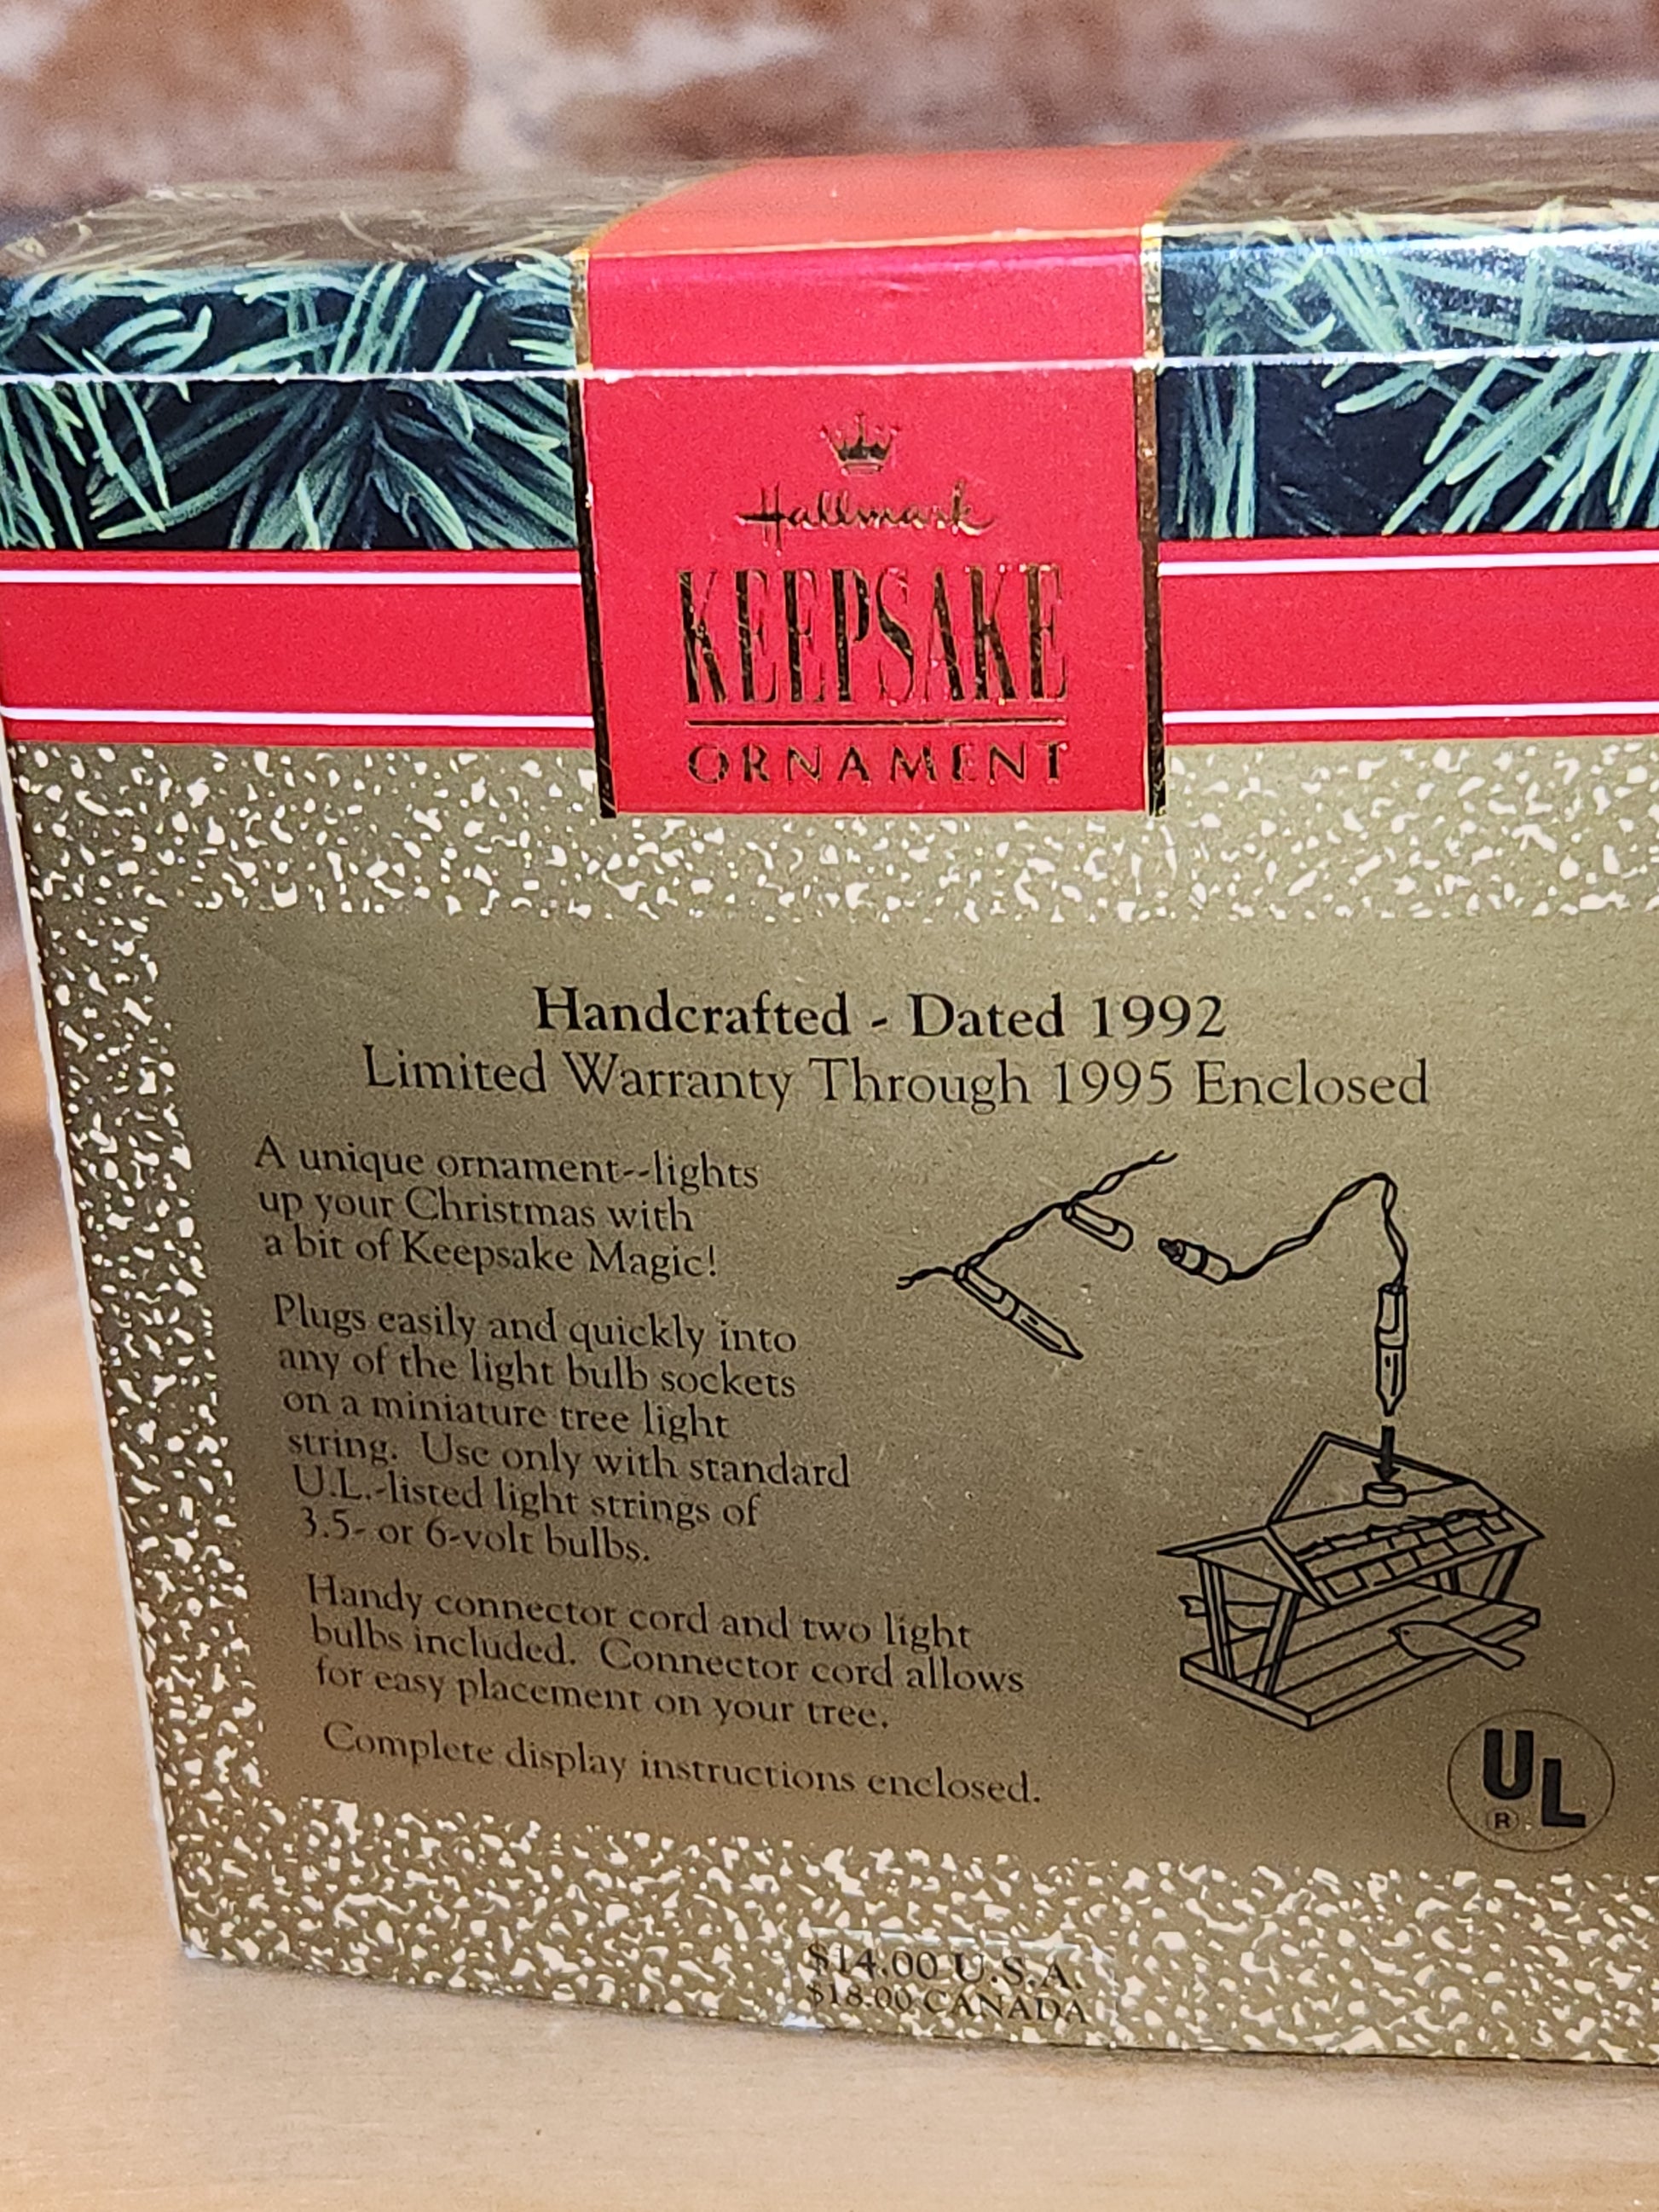 Hallmark
KEEPSAKE
ORNAMENT
Handcrafted - Dated 1992
Limited Warranty Through 1995 Enclosed
A unique ornament--lights
up your Christmas with
a bit of Keepsake Magic!
Plugs easily and quickly into
any of the light bulb sockets
on a miniature tree light
string. Use only with standard
U.L.-listed light strings of
3.5- or 6-volt bulbs.
Handy connector cord and two light
bulbs included. Connector cord allows
for easy placement on your tree.
Complete display instructions enclosed.
UL
®
$14.00 U.S.A.
$18.00 CANADA